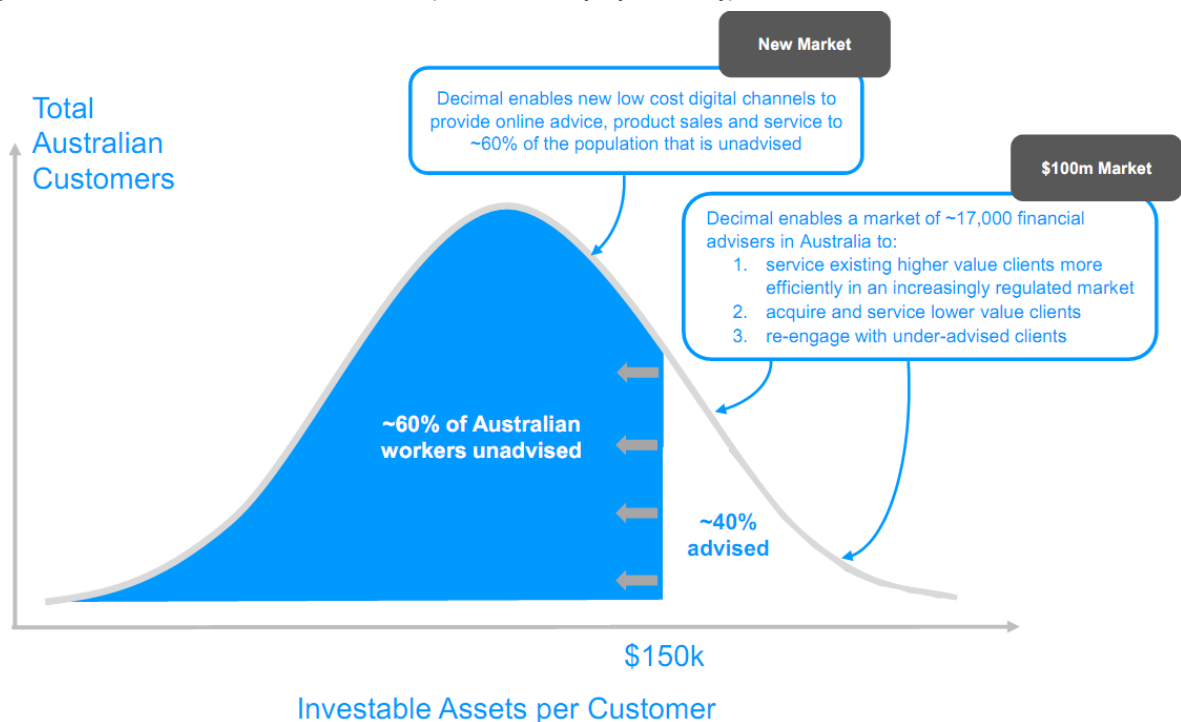 New Market
Decimal enables new low cost digital channels to
provide online advice, product sales and service to
~60% of the population that is unadvised
Total
Australian
Customers
$100m Market
Decimal enables a market of ~17,000 financial
advisers in Australia to:
1. service existing higher value clients more
efficiently in an increasingly regulated market
2. acquire and service lower value clients
3. re-engage with under-advised clients
~60% of Australian
workers unadvised
~40%
advised
$150k
Investable Assets per Customer